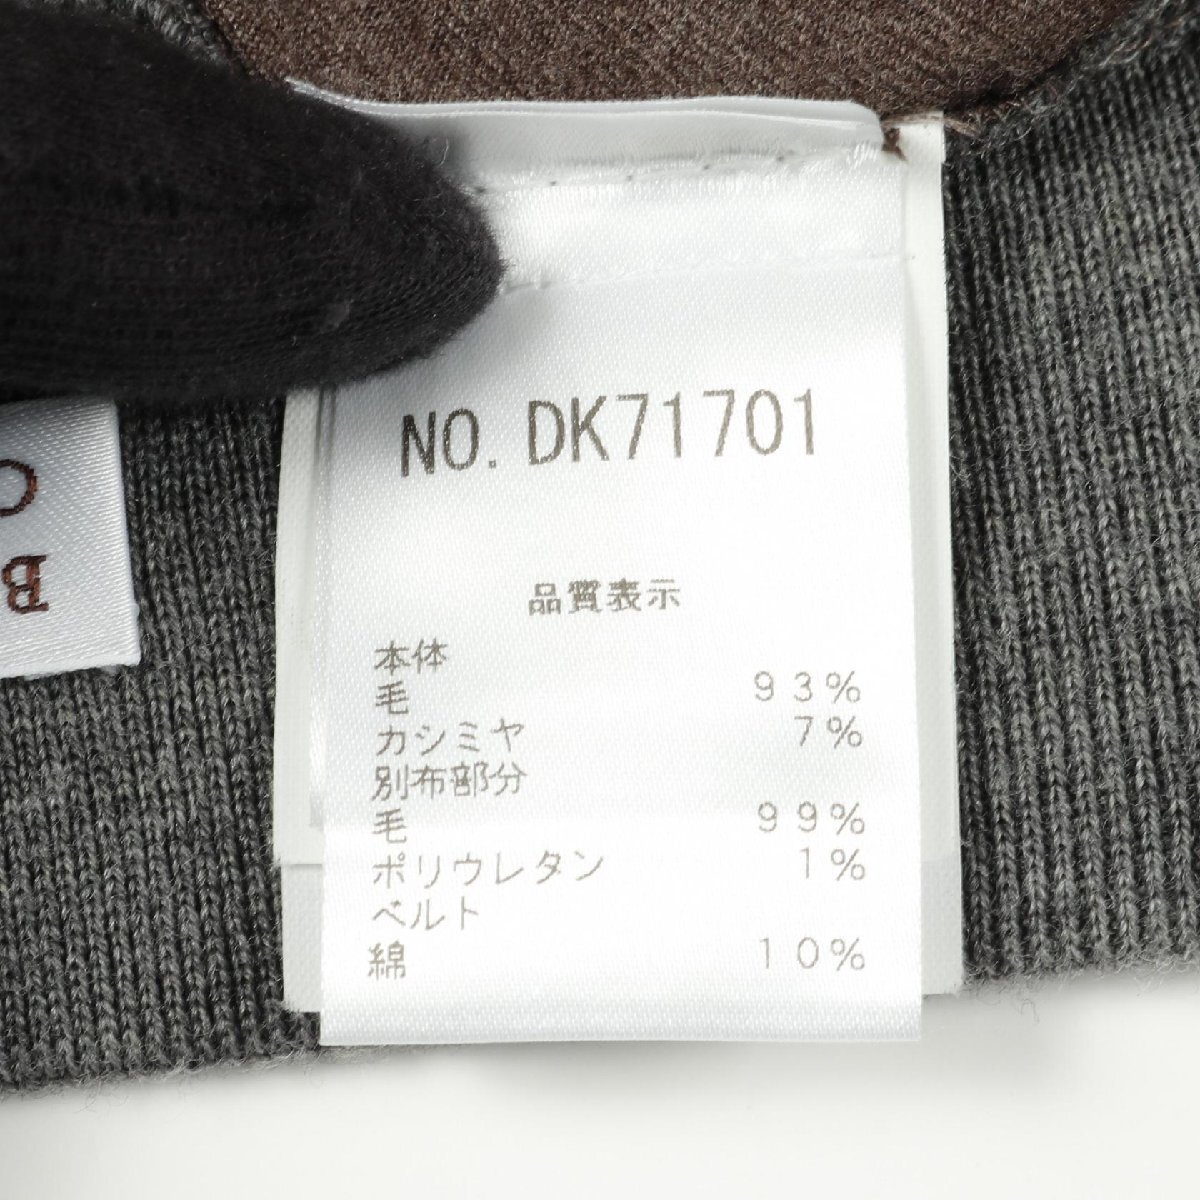 NO. DK71701
品質表示
本体
毛 93%
カシミヤ 7%
別布部分
毛 99%
ポリウレタン 1%
ベルト
綿 10%
C
B